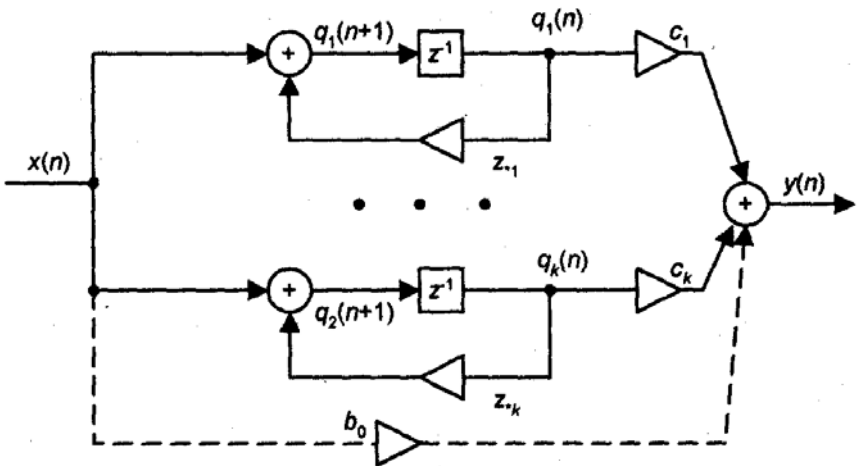 + q₁(n+1) z⁻¹ q₁(n) c₁
z*₁
x(n)
+ y(n)
+ q₂(n+1) z⁻¹ qₖ(n) cₖ
z*ₖ
b₀